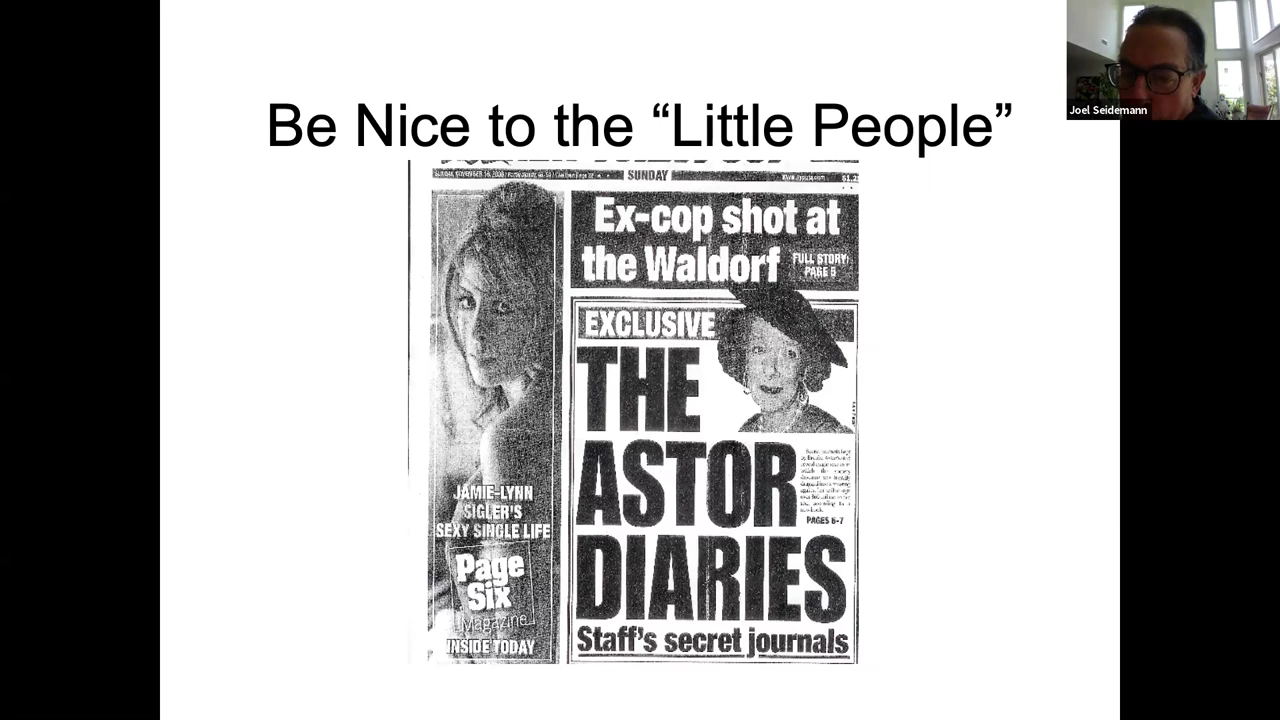 Be Nice to the “Little People”
Joel Seidemann
SUNDAY
Ex-cop shot at
the Waldorf
FULL STORY:
PAGE 5
EXCLUSIVE
THE
ASTOR
DIARIES
PAGES 6-7
Staff's secret journals
JAMIE-LYNN
SIGLER'S
SEXY SINGLE LIFE
Page
Six
Magazine
INSIDE TODAY